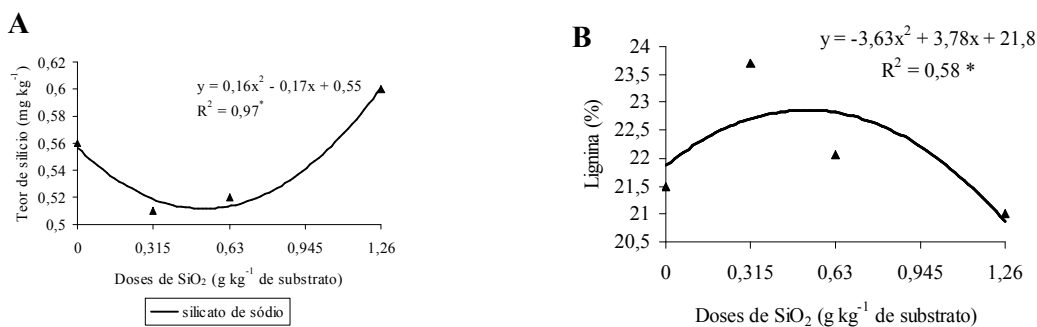 A
y = 0,16x² - 0,17x + 0,55
R² = 0,97*
Teor de silício (mg kg⁻¹)
0,62
0,6
0,58
0,56
0,54
0,52
0,5
0 0,315 0,63 0,945 1,26
Doses de SiO₂ (g kg⁻¹ de substrato)
silicato de sódio
B
y = -3,63x² + 3,78x + 21,8
R² = 0,58 *
Lignina (%)
24
23,5
23
22,5
22
21,5
21
20,5
0 0,315 0,63 0,945 1,26
Doses de SiO₂ (g kg⁻¹ de substrato)